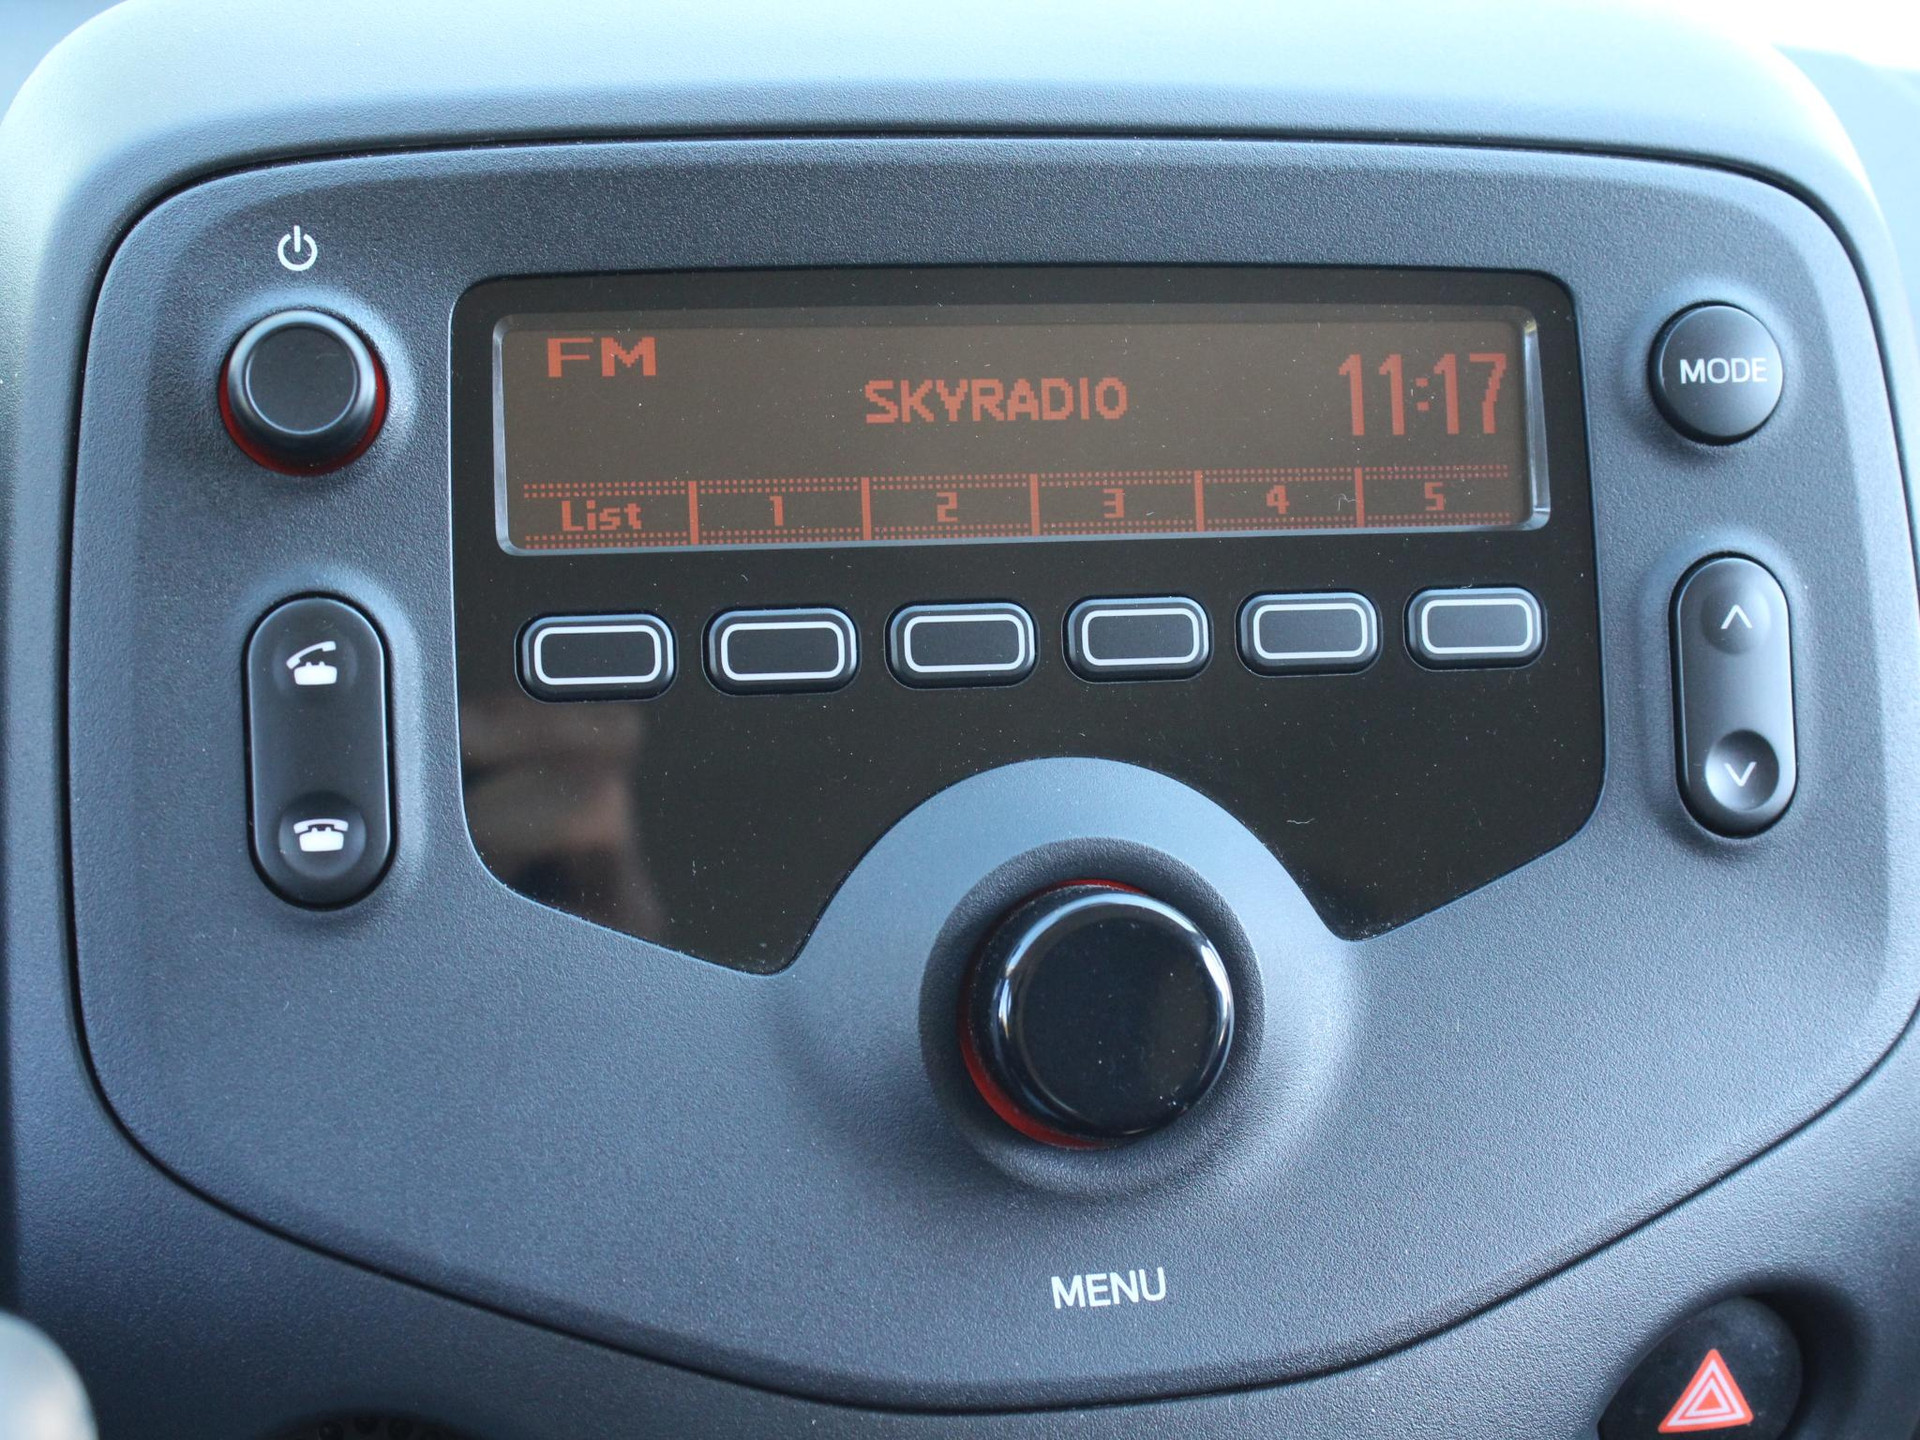 FM
SKYRADIO
11:17
MODE
List 1 2 3 4 5
MENU